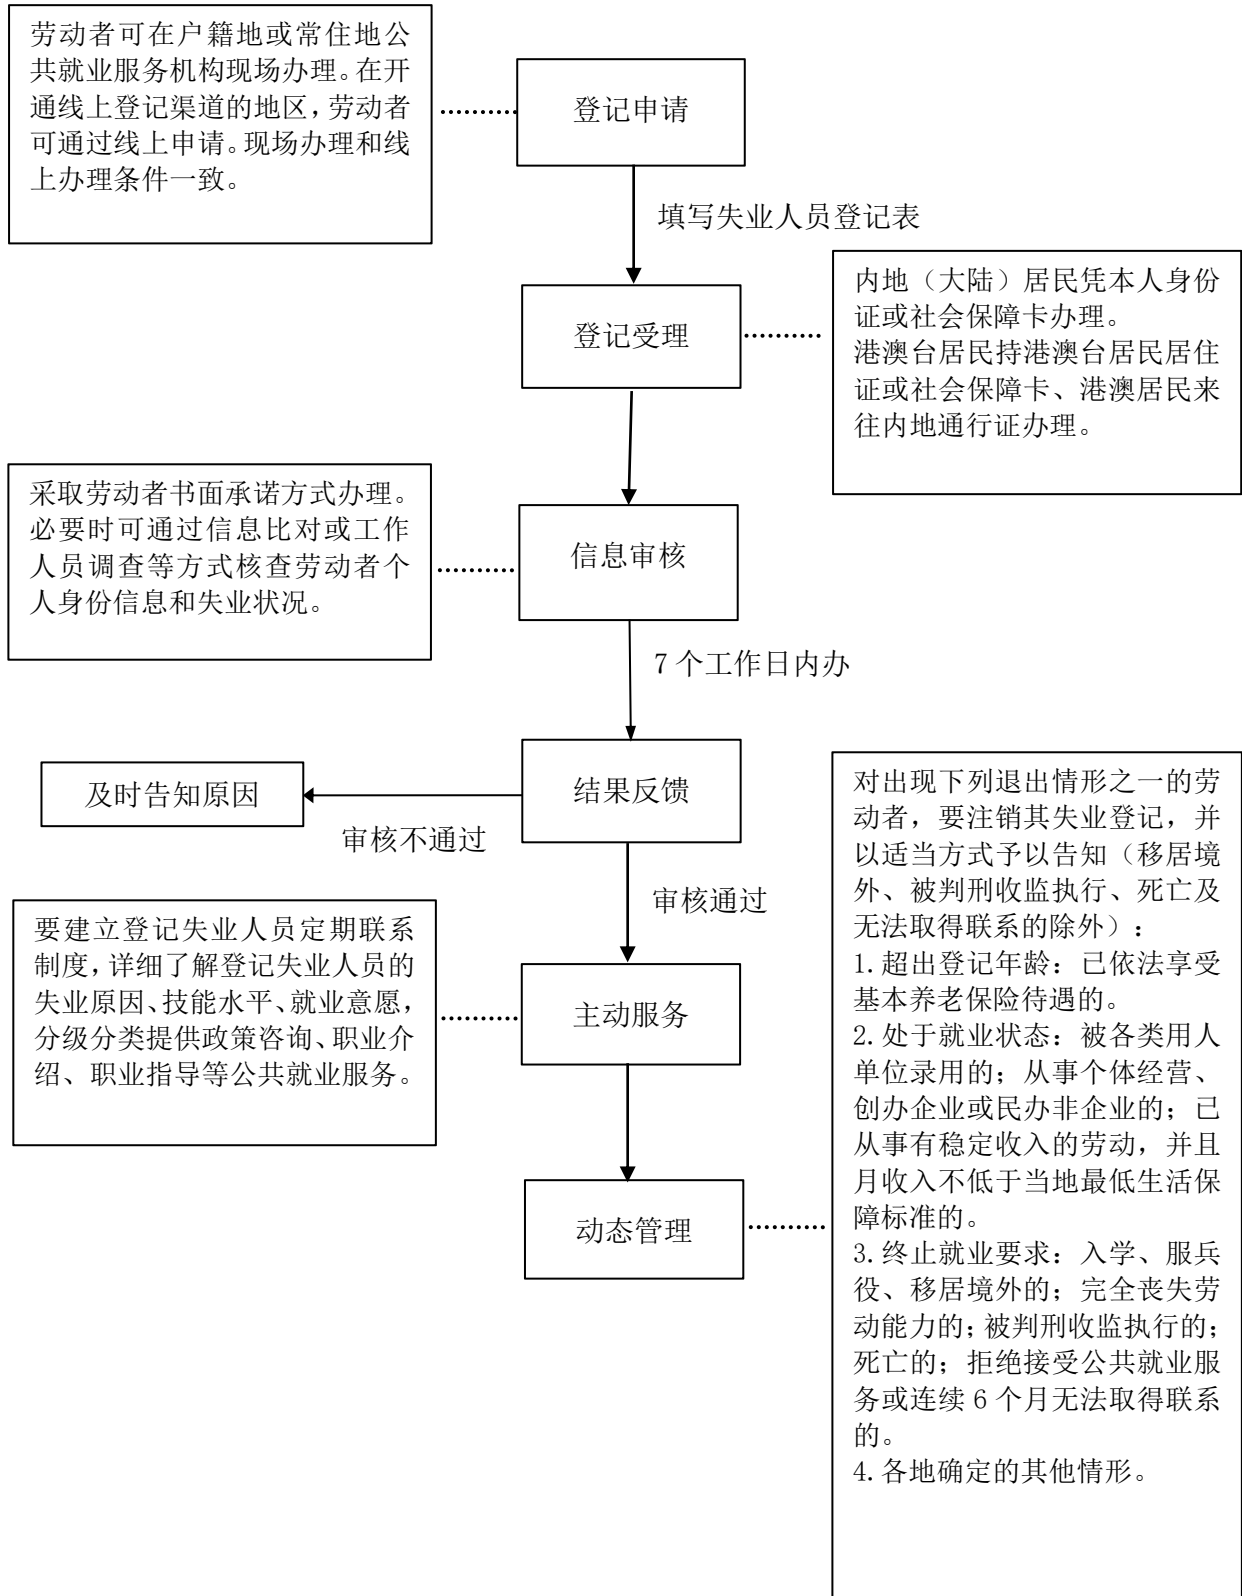 劳动者可在户籍地或常住地公
共就业服务机构现场办理。在开
通线上登记渠道的地区，劳动者
可通过线上申请。现场办理和线
上办理条件一致。
登记申请
填写失业人员登记表
登记受理
内地（大陆）居民凭本人身份
证或社会保障卡办理。
港澳台居民持港澳台居民居住
证或社会保障卡、港澳居民来
往内地通行证办理。
采取劳动者书面承诺方式办理。
必要时可通过信息比对或工作
人员调查等方式核查劳动者个
人身份信息和失业状况。
信息审核
7 个工作日内办
结果反馈
及时告知原因
审核不通过
审核通过
要建立登记失业人员定期联系
制度，详细了解登记失业人员的
失业原因、技能水平、就业意愿，
分级分类提供政策咨询、职业介
绍、职业指导等公共就业服务。
主动服务
动态管理
对出现下列退出情形之一的劳
动者，要注销其失业登记，并
以适当方式予以告知（移居境
外、被判刑收监执行、死亡及
无法取得联系的除外）：
1.超出登记年龄：已依法享受
基本养老保险待遇的。
2.处于就业状态：被各类用人
单位录用的；从事个体经营、
创办企业或民办非企业的；已
从事有稳定收入的劳动，并且
月收入不低于当地最低生活保
障标准的。
3.终止就业要求：入学、服兵
役、移居境外的；完全丧失劳
动能力的；被判刑收监执行的；
死亡的；拒绝接受公共就业服
务或连续 6 个月无法取得联系
的。
4.各地确定的其他情形。